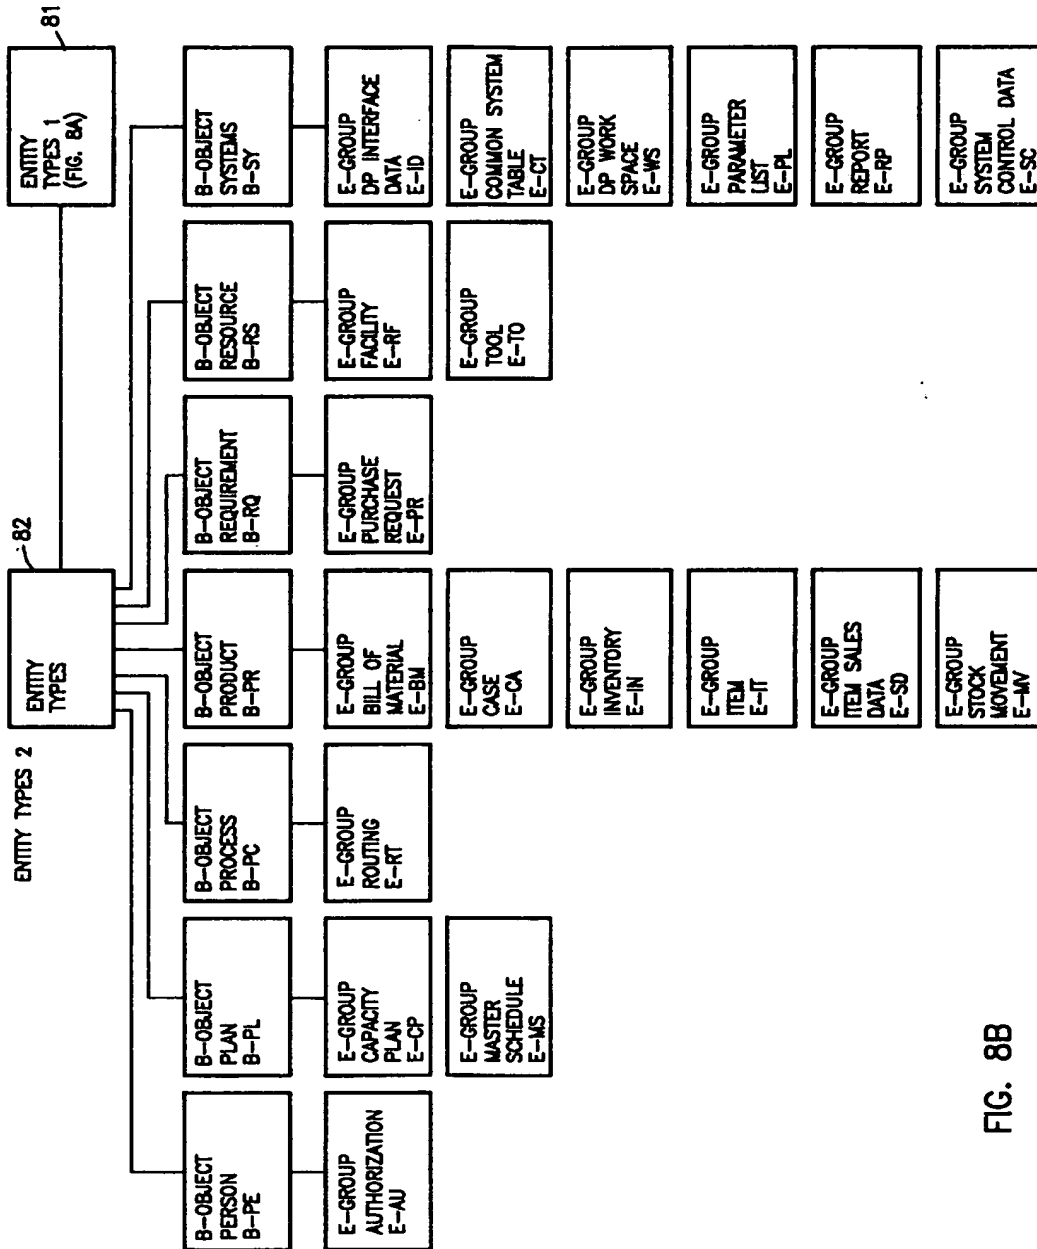 ENTITY TYPES 2
ENTITY
TYPES
82
ENTITY
TYPES 1
(FIG. 8A)
81
B-OBJECT
PERSON
B-PE
B-OBJECT
PLAN
B-PL
B-OBJECT
PROCESS
B-PC
B-OBJECT
PRODUCT
B-PR
B-OBJECT
REQUIREMENT
B-RQ
B-OBJECT
RESOURCE
B-RS
B-OBJECT
SYSTEMS
B-SY
E-GROUP
AUTHORIZATION
E-AU
E-GROUP
CAPACITY
PLAN
E-CP
E-GROUP
ROUTING
E-RT
E-GROUP
BILL OF
MATERIAL
E-BM
E-GROUP
PURCHASE
REQUEST
E-PR
E-GROUP
FACILITY
E-RF
E-GROUP
DP INTERFACE
DATA
E-ID
E-GROUP
MASTER
SCHEDULE
E-MS
E-GROUP
CASE
E-CA
E-GROUP
TOOL
E-TO
E-GROUP
COMMON SYSTEM
TABLE
E-CT
E-GROUP
INVENTORY
E-IN
E-GROUP
DP WORK
SPACE
E-WS
E-GROUP
ITEM
E-IT
E-GROUP
PARAMETER
LIST
E-PL
E-GROUP
ITEM SALES
DATA
E-SD
E-GROUP
REPORT
E-RP
E-GROUP
STOCK
MOVEMENT
E-MV
E-GROUP
SYSTEM
CONTROL DATA
E-SC
FIG. 8B